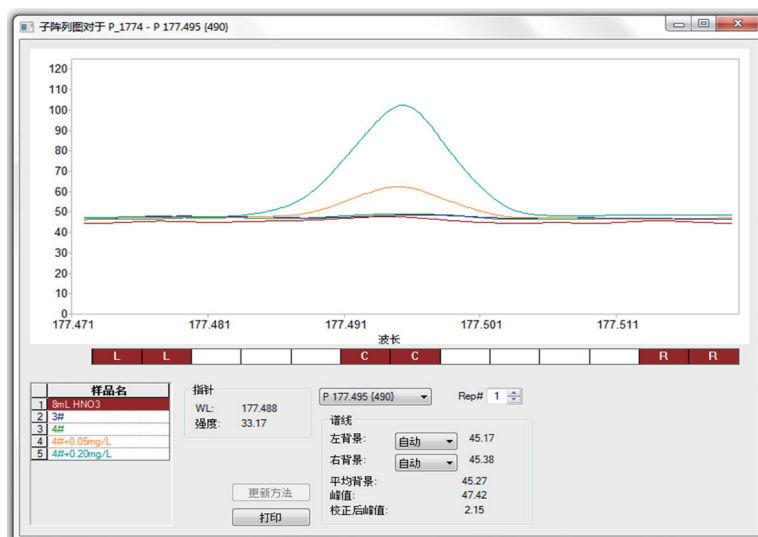 子阵列图对于 P_1774 - P 177.495 {490}
120
110
100
90
80
70
60
50
40
30
20
10
0
177.471 177.481 177.491 177.501 177.511
波长
L L C C R R
样品名
1 8mL HNO3
2 3#
3 4#
4 4#+0.05mg/L
5 4#+0.20mg/L
指针
WL: 177.488
强度: 33.17
更新方法
打印
P 177.495 {490} Rep# 1
谱线
左背景: 自动 45.17
右背景: 自动 45.38
平均背景: 45.27
峰值: 47.42
校正后峰值: 2.15